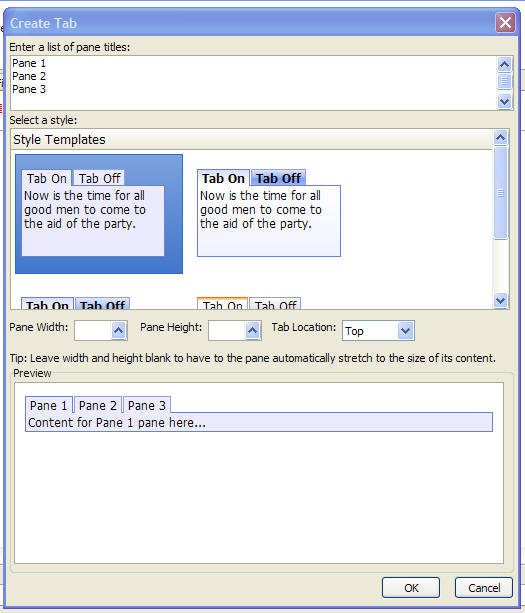 Create Tab
Enter a list of pane titles:
Pane 1
Pane 2
Pane 3
Select a style:
Style Templates
Tab On Tab Off
Now is the time for all
good men to come to
the aid of the party.
Tab On Tab Off
Now is the time for all
good men to come to
the aid of the party.
Tab On Tab Off
Tab On Tab Off
Pane Width: Pane Height: Tab Location: Top
Tip: Leave width and height blank to have to the pane automatically stretch to the size of its content.
Preview
Pane 1 Pane 2 Pane 3
Content for Pane 1 pane here...
OK Cancel